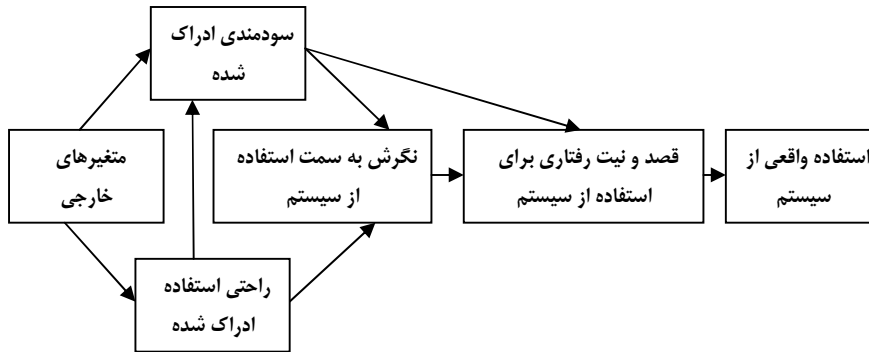 سودمندی ادراک
شده
متغیرهای
خارجی
نگرش به سمت استفاده
از سیستم
قصد و نیت رفتاری برای
استفاده از سیستم
استفاده واقعی از
سیستم
راحتی استفاده
ادراک شده